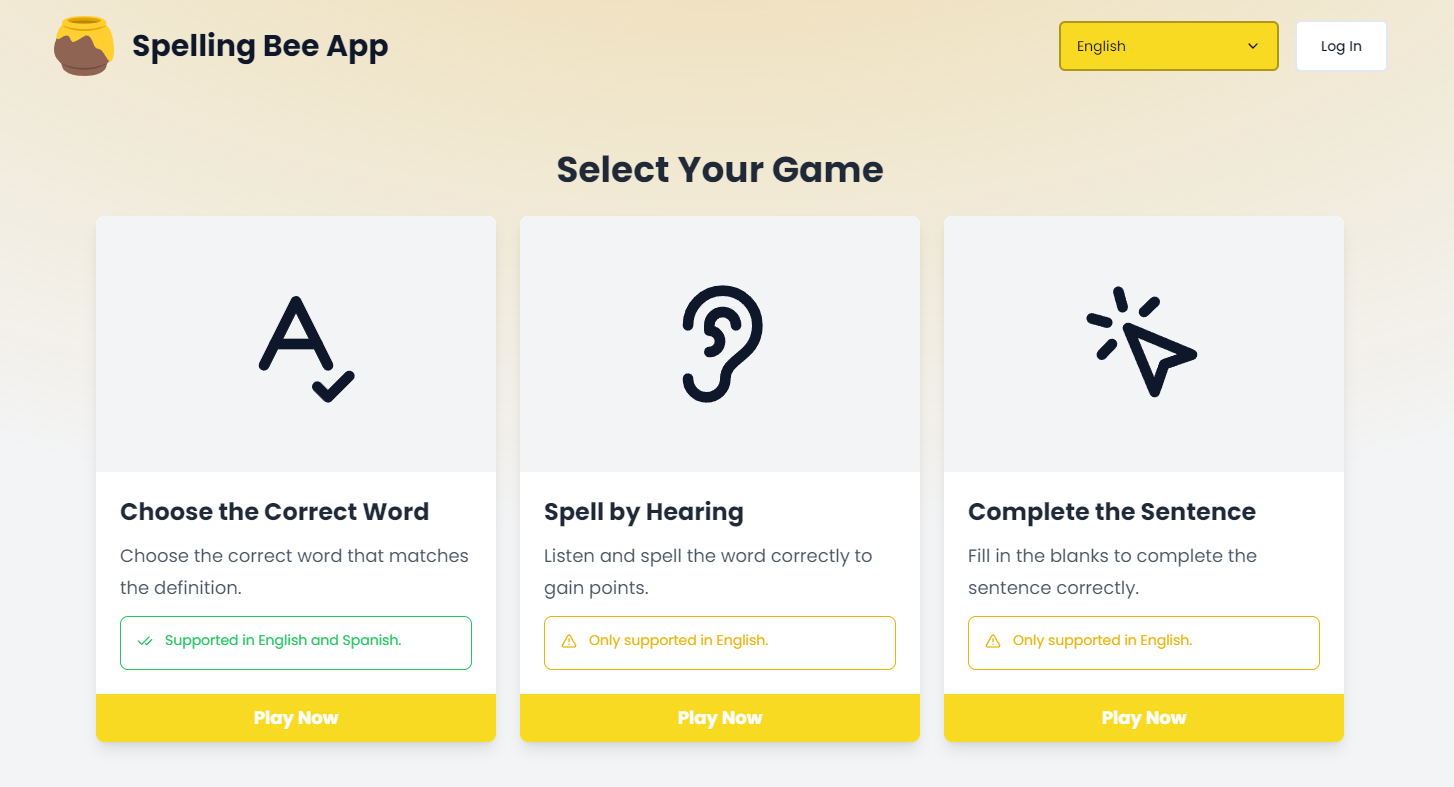 Spelling Bee App
English
Log In
Select Your Game
Choose the Correct Word
Choose the correct word that matches
the definition.
Supported in English and Spanish.
Play Now
Spell by Hearing
Listen and spell the word correctly to
gain points.
Only supported in English.
Play Now
Complete the Sentence
Fill in the blanks to complete the
sentence correctly.
Only supported in English.
Play Now